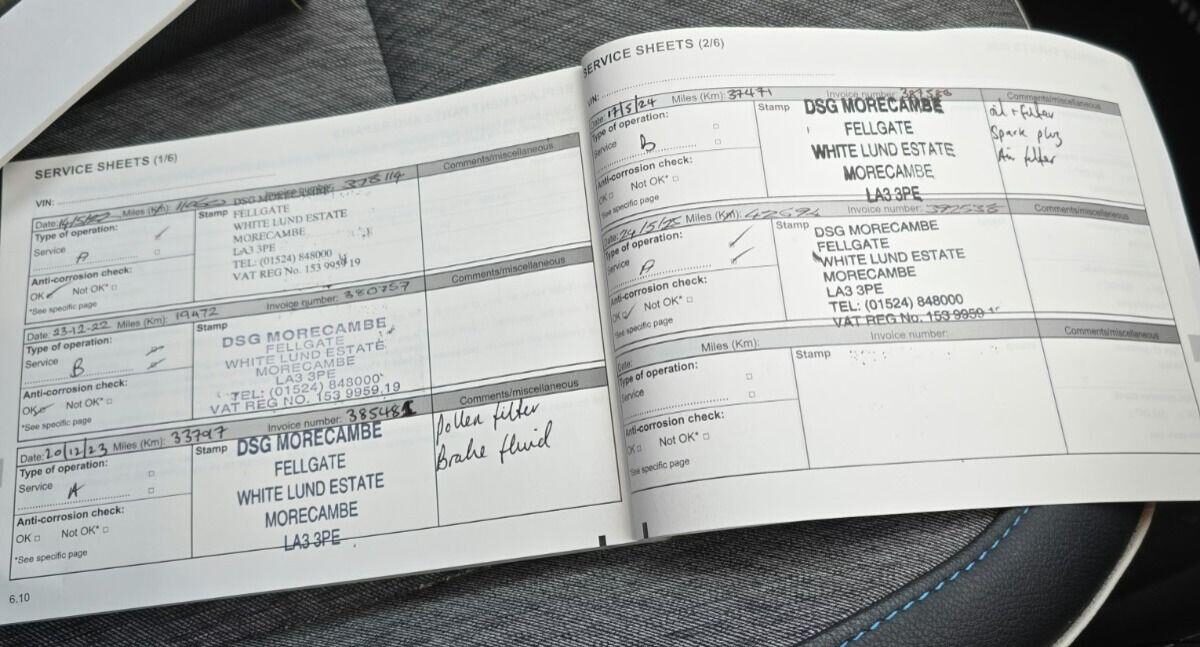 SERVICE SHEETS (1/6)
VIN:
Date: 14/5/22 Miles (Km): Invoice number: 378114 Comments/miscellaneous
Type of operation:
Service
A
Anti-corrosion check:
OK Not OK*
*See specific page
Stamp DSG MORECAMBE
FELLGATE
WHITE LUND ESTATE
MORECAMBE
LA3 3PE
TEL: (01524) 848000
VAT REG No. 153 9959 19
Date: 23-12-22 Miles (Km): 19472 Invoice number: 380757 Comments/miscellaneous
Type of operation:
Service
B
Anti-corrosion check:
OK Not OK*
*See specific page
Stamp
DSG MORECAMBE
FELLGATE
WHITE LUND ESTATE
MORECAMBE
LA3 3PE
TEL: (01524) 848000
VAT REG NO. 153 9959.19
Date: 20/12/23 Miles (Km): 33797 Invoice number: 385481 Comments/miscellaneous
Type of operation:
Service
A
Anti-corrosion check:
OK Not OK*
*See specific page
Stamp DSG MORECAMBE
FELLGATE
WHITE LUND ESTATE
MORECAMBE
LA3 3PE
Pollen filter
Brake fluid
6.10
SERVICE SHEETS (2/6)
VIN:
Date: 17/5/24 Miles (Km): 37471 Invoice number: 387588 Comments/miscellaneous
Type of operation:
Service
B
Anti-corrosion check:
OK Not OK*
*See specific page
Stamp DSG MORECAMBE
FELLGATE
WHITE LUND ESTATE
MORECAMBE
LA3 3PE
oil + filter
Spark plug
Air filter
Date: 24/5/25 Miles (Km): Invoice number: Comments/miscellaneous
Type of operation:
Service
A
Anti-corrosion check:
OK Not OK*
*See specific page
Stamp DSG MORECAMBE
FELLGATE
WHITE LUND ESTATE
MORECAMBE
LA3 3PE
TEL: (01524) 848000
VAT REG No. 153 9959
Date: Miles (Km): Invoice number: Comments/miscellaneous
Type of operation:
Service
Anti-corrosion check:
OK Not OK*
*See specific page
Stamp